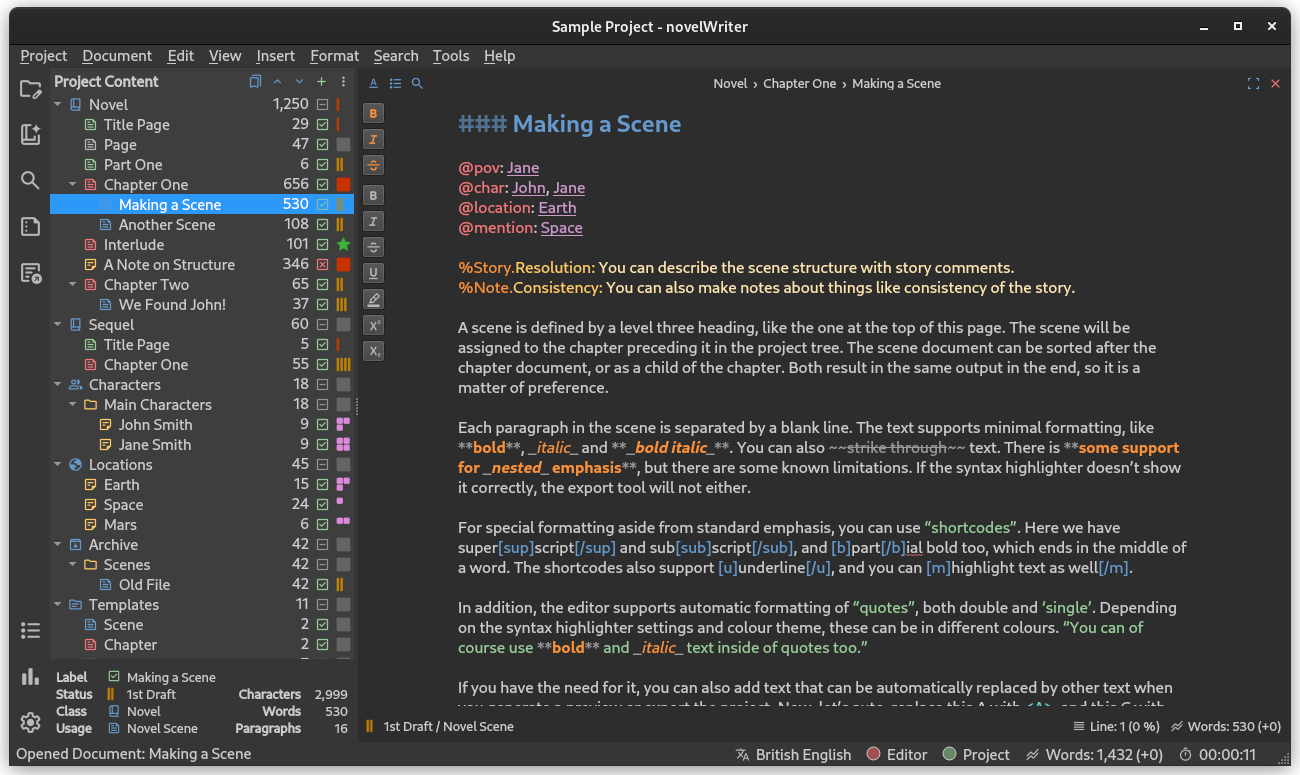 Sample Project - novelWriter
Project Document Edit View Insert Format Search Tools Help
Project Content
Novel 1,250
Title Page 29
Page 47
Part One 6
Chapter One 656
Making a Scene 530
Another Scene 108
Interlude 101
A Note on Structure 346
Chapter Two 65
We Found John! 37
Sequel 60
Title Page 5
Chapter One 55
Characters 18
Main Characters 18
John Smith 9
Jane Smith 9
Locations 45
Earth 15
Space 24
Mars 6
Archive 42
Scenes 42
Old File 42
Templates 11
Scene 2
Chapter 2
Label Making a Scene
Status 1st Draft Characters 2,999
Class Novel Words 530
Usage Novel Scene Paragraphs 16
Novel › Chapter One › Making a Scene
B
I
S
B
I
S
U
X²
X₂
### Making a Scene
@pov: Jane
@char: John, Jane
@location: Earth
@mention: Space
%Story.Resolution: You can describe the scene structure with story comments.
%Note.Consistency: You can also make notes about things like consistency of the story.
A scene is defined by a level three heading, like the one at the top of this page. The scene will be
assigned to the chapter preceding it in the project tree. The scene document can be sorted after the
chapter document, or as a child of the chapter. Both result in the same output in the end, so it is a
matter of preference.
Each paragraph in the scene is separated by a blank line. The text supports minimal formatting, like
**bold**, _italic_ and **_bold italic_**. You can also ~~strike through~~ text. There is **some support
for _nested_ emphasis**, but there are some known limitations. If the syntax highlighter doesn’t show
it correctly, the export tool will not either.
For special formatting aside from standard emphasis, you can use “shortcodes”. Here we have
super[sup]script[/sup] and sub[sub]script[/sub], and [b]part[/b]ial bold too, which ends in the middle of
a word. The shortcodes also support [u]underline[/u], and you can [m]highlight text as well[/m].
In addition, the editor supports automatic formatting of “quotes”, both double and ‘single’. Depending
on the syntax highlighter settings and colour theme, these can be in different colours. “You can of
course use **bold** and _italic_ text inside of quotes too.”
If you have the need for it, you can also add text that can be automatically replaced by other text when
you generate a preview or export the project. Now, let’s auto-replace this A with <A>, and this C with
1st Draft / Novel Scene Line: 1 (0 %) Words: 530 (+0)
Opened Document: Making a Scene British English Editor Project Words: 1,432 (+0) 00:00:11